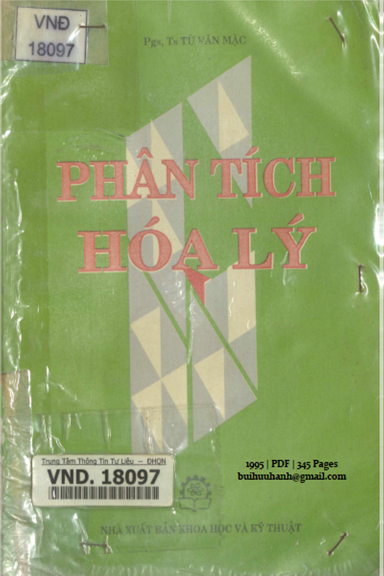 VNĐ
18097
Pgs, Ts TỪ VĂN MẶC
PHÂN TÍCH
HÓA LÝ
Trung Tâm Thông Tin Tư Liệu – ĐHQN
VND. 18097
1995 | PDF | 345 Pages
buihuuhanh@gmail.com
NHÀ XUẤT BẢN KHOA HỌC VÀ KỸ THUẬT